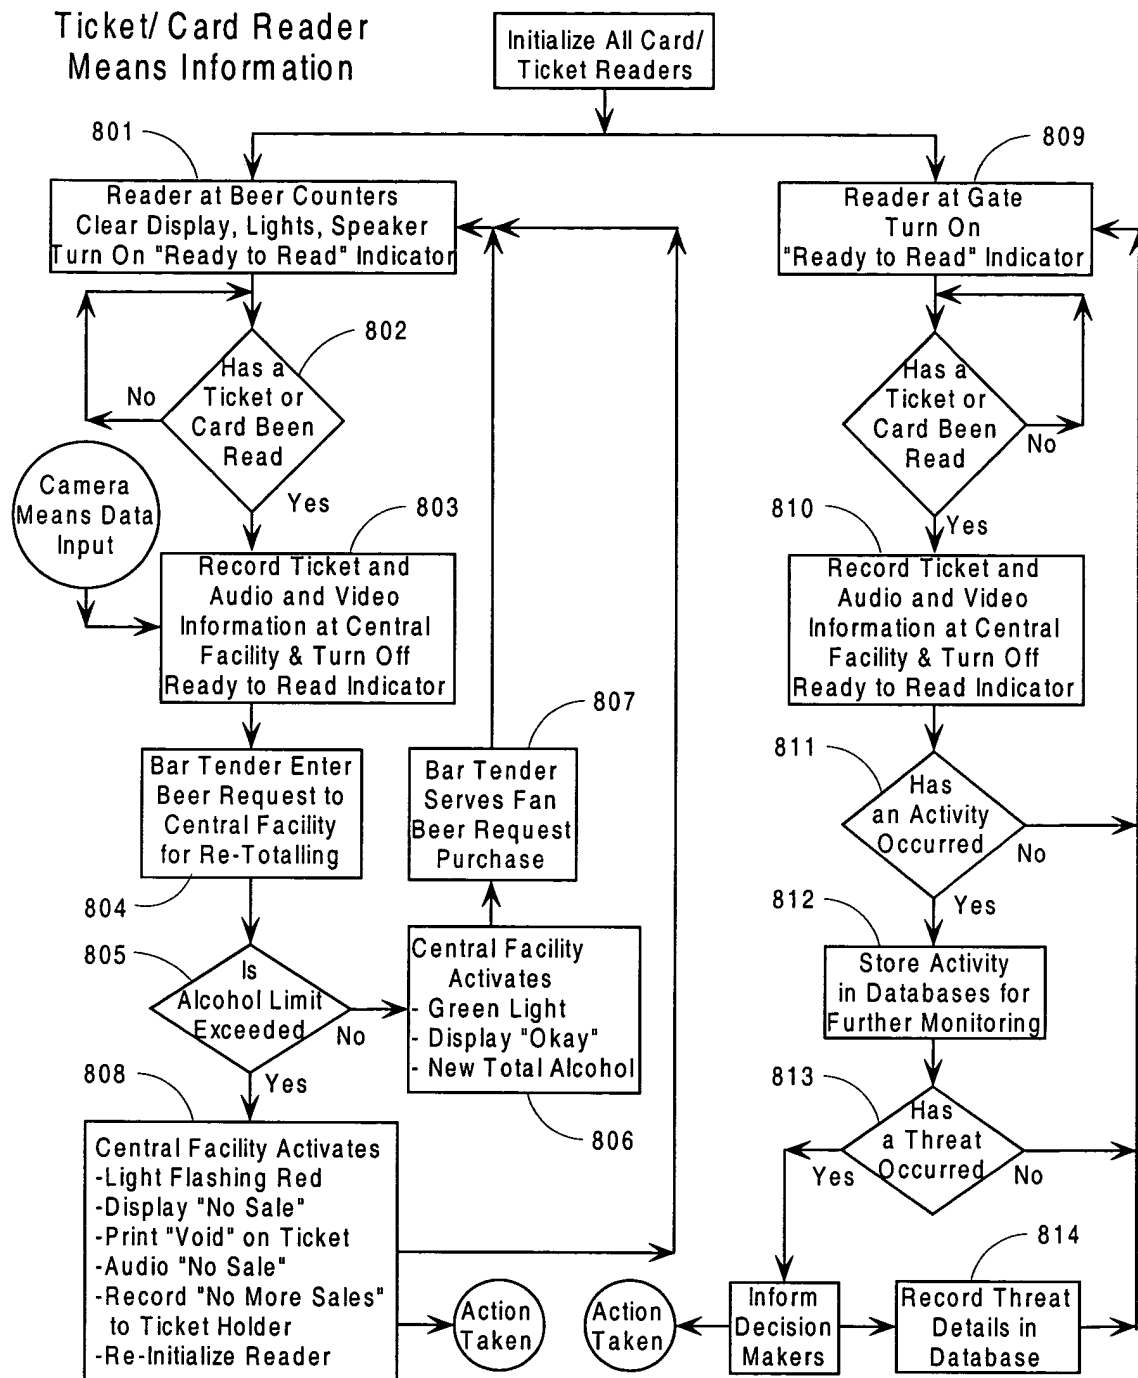 Ticket/ Card Reader
Means Information
Initialize All Card/
Ticket Readers
801
Reader at Beer Counters
Clear Display, Lights, Speaker
Turn On "Ready to Read" Indicator
802
Has a
Ticket or
Card Been
Read
No
Yes
Camera
Means Data
Input
803
Record Ticket and
Audio and Video
Information at Central
Facility & Turn Off
Ready to Read Indicator
Bar Tender Enter
Beer Request to
Central Facility
for Re-Totalling
804
805
Is
Alcohol Limit
Exceeded
No
Yes
Central Facility
Activates
- Green Light
- Display "Okay"
- New Total Alcohol
806
807
Bar Tender
Serves Fan
Beer Request
Purchase
808
Central Facility Activates
-Light Flashing Red
-Display "No Sale"
-Print "Void" on Ticket
-Audio "No Sale"
-Record "No More Sales"
to Ticket Holder
-Re-Initialize Reader
Action
Taken
809
Reader at Gate
Turn On
"Ready to Read" Indicator
Has a
Ticket or
Card Been
Read
No
Yes
810
Record Ticket and
Audio and Video
Information at Central
Facility & Turn Off
Ready to Read Indicator
811
Has
an Activity
Occurred
No
Yes
812
Store Activity
in Databases for
Further Monitoring
813
Has
a Threat
Occurred
Yes
No
Inform
Decision
Makers
Action
Taken
814
Record Threat
Details in
Database